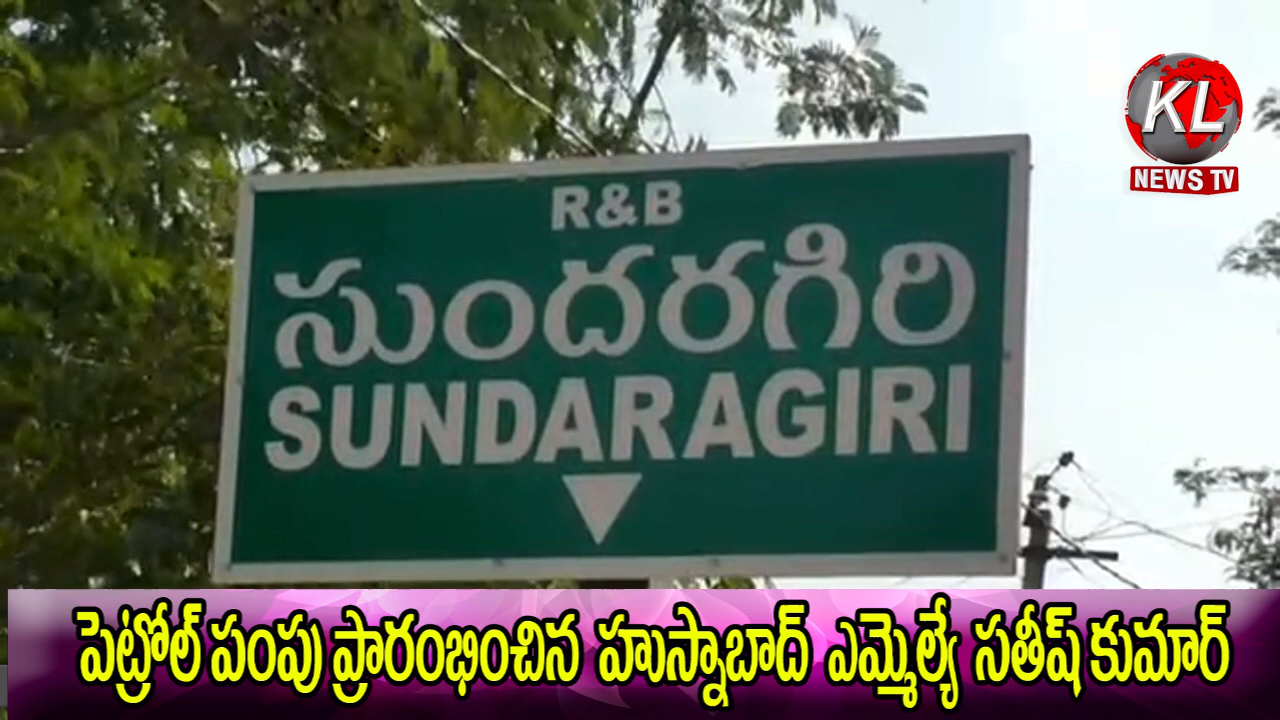 KL
NEWS TV
R&B
సుందరగిరి
SUNDARAGIRI
పెట్రోల్ పంపు ప్రారంభించిన హుస్నాబాద్ ఎమ్మెల్యే సతీష్ కుమార్